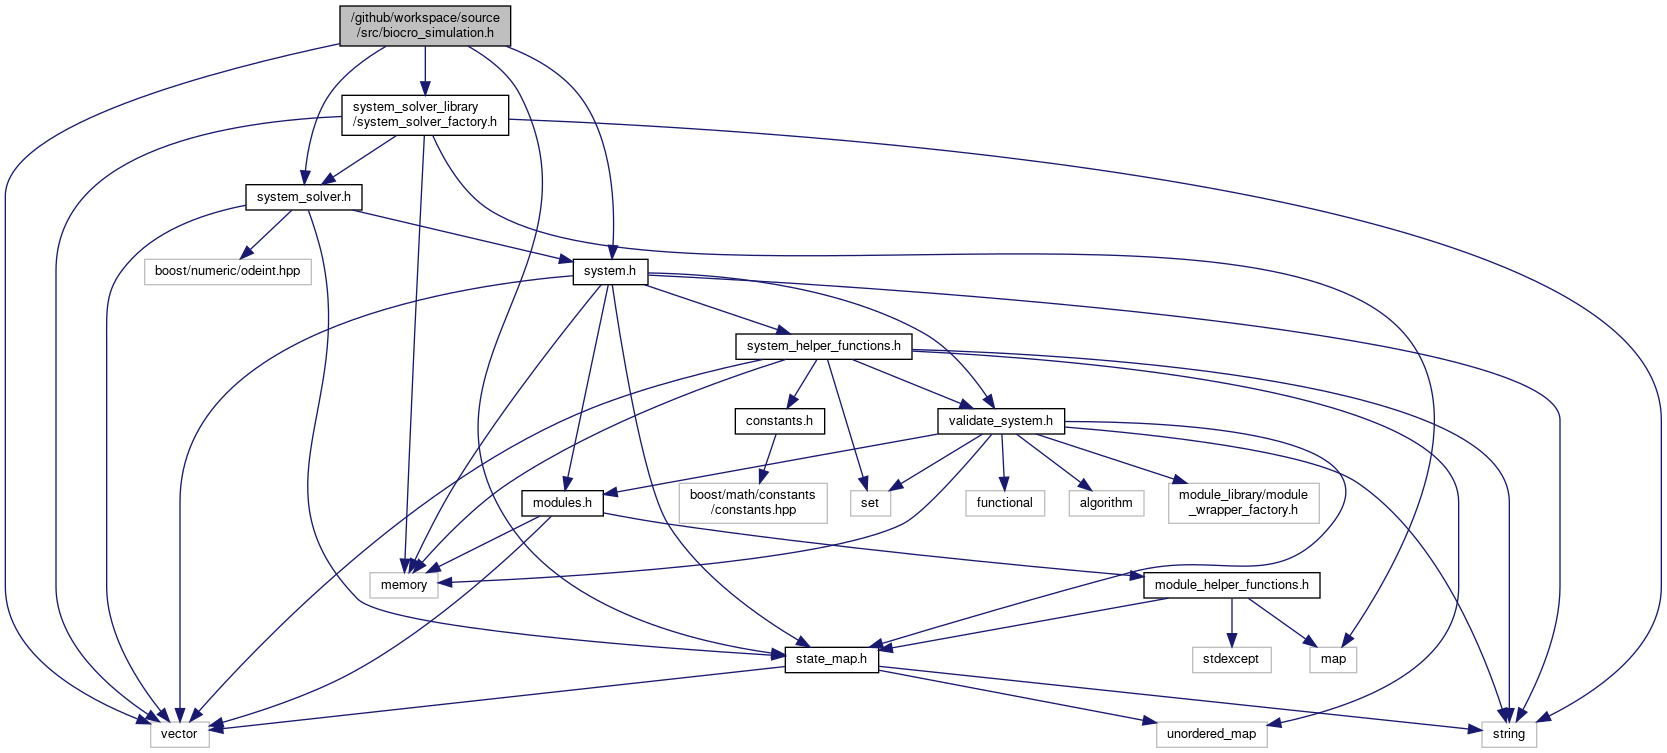 /github/workspace/source
/src/biocro_simulation.h
system_solver_library
/system_solver_factory.h
system_solver.h
boost/numeric/odeint.hpp
system.h
system_helper_functions.h
constants.h
validate_system.h
boost/math/constants
/constants.hpp
modules.h
set
functional
algorithm
module_library/module
_wrapper_factory.h
memory
module_helper_functions.h
state_map.h
stdexcept
map
vector
unordered_map
string